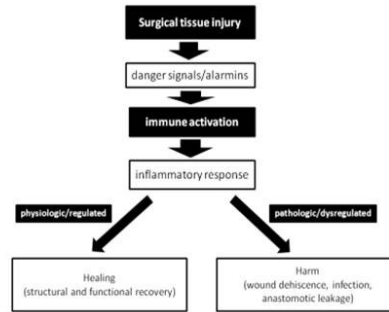 Surgical tissue injury
danger signals/alarmins
immune activation
inflammatory response
physiologic/regulated
pathologic/dysregulated
Healing
(structural and functional recovery)
Harm
(wound dehiscence, infection,
anastomotic leakage)